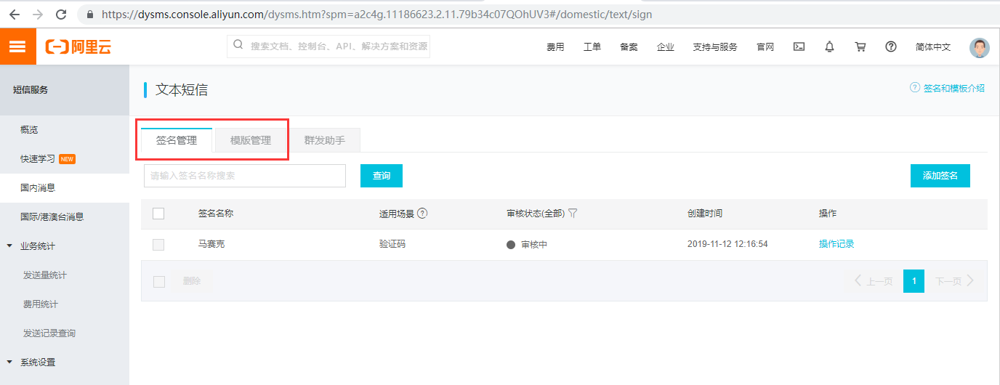 https://dysms.console.aliyun.com/dysms.htm?spm=a2c4g.11186623.2.11.79b34c07QOhUV3#/domestic/text/sign
阿里云
搜索文档、控制台、API、解决方案和资源
费用 工单 备案 企业 支持与服务 官网 简体中文
短信服务
概览
快速学习 NEW
国内消息
国际/港澳台消息
业务统计
发送量统计
费用统计
发送记录查询
系统设置
文本短信
签名和模板介绍
签名管理 模版管理 群发助手
请输入签名名称搜索 查询 添加签名
签名名称 适用场景 审核状态(全部) 创建时间 操作
马赛克 验证码 审核中 2019-11-12 12:16:54 操作记录
删除 上一页 1 下一页